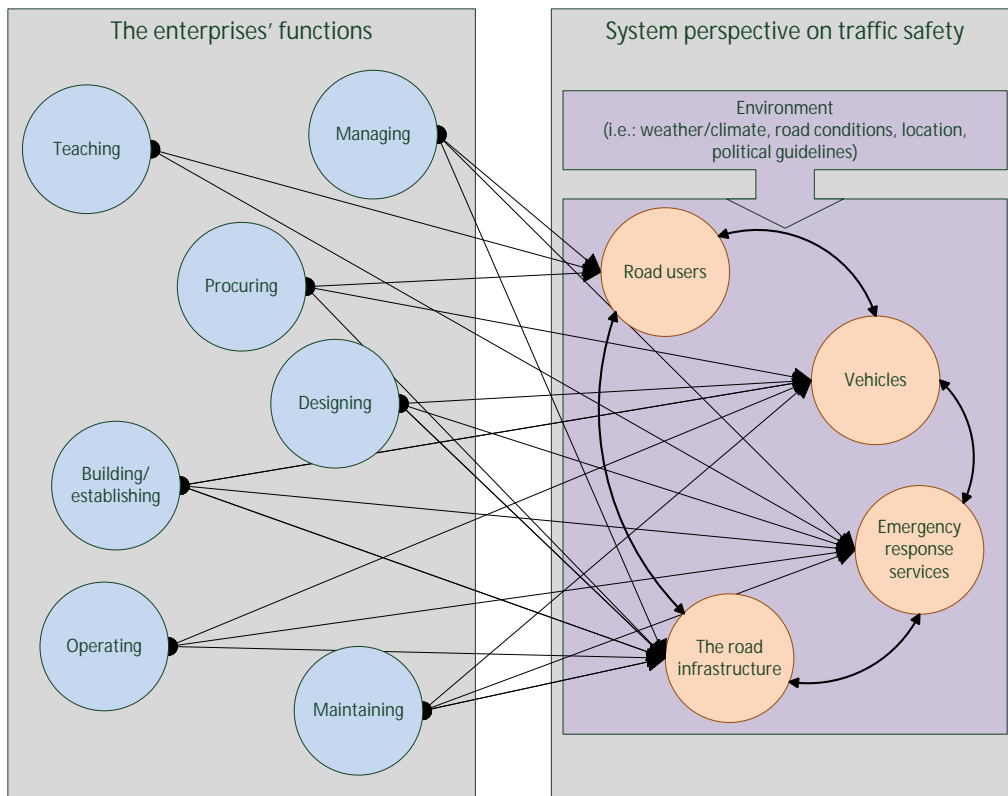 The enterprises' functions
Teaching
Managing
Procuring
Designing
Building/
establishing
Operating
Maintaining
System perspective on traffic safety
Environment
(i.e.: weather/climate, road conditions, location,
political guidelines)
Road users
Vehicles
Emergency
response
services
The road
infrastructure